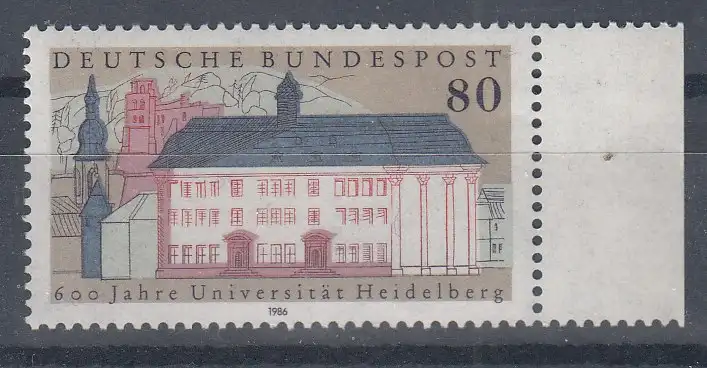 DEUTSCHE BUNDESPOST
80
600 Jahre Universität Heidelberg
1986